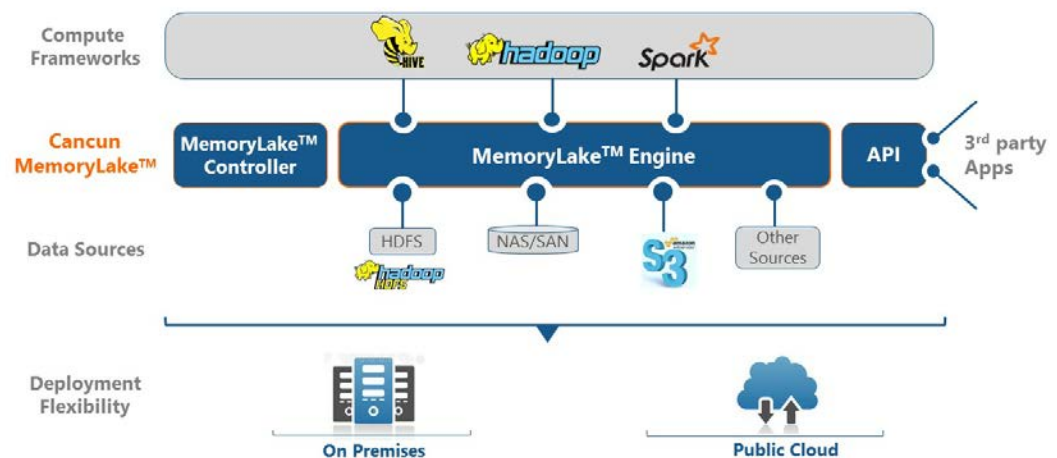 Compute
Frameworks
HIVE
hadoop
Spark
Cancun
MemoryLake™
MemoryLake™
Controller
MemoryLake™ Engine
API
3rd party
Apps
Data Sources
HDFS
NAS/SAN
Other
Sources
hadoop
HDFS
amazon
S3
Deployment
Flexibility
On Premises
Public Cloud